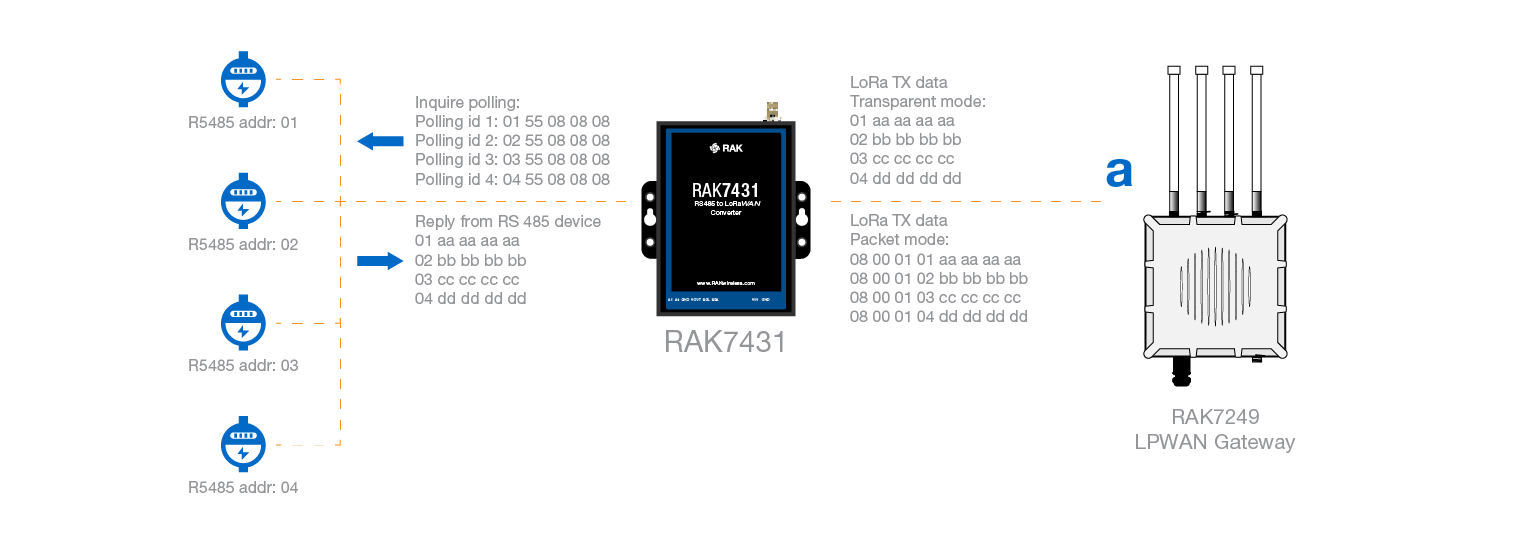 R5485 addr: 01
R5485 addr: 02
R5485 addr: 03
R5485 addr: 04
Inquire polling:
Polling id 1: 01 55 08 08 08
Polling id 2: 02 55 08 08 08
Polling id 3: 03 55 08 08 08
Polling id 4: 04 55 08 08 08
Reply from RS 485 device
01 aa aa aa aa
02 bb bb bb bb
03 cc cc cc cc
04 dd dd dd dd
RAK
RAK7431
RS485 to LoRaWAN
Converter
www.RAKwireless.com
RAK7431
LoRa TX data
Transparent mode:
01 aa aa aa aa
02 bb bb bb bb
03 cc cc cc cc
04 dd dd dd dd
LoRa TX data
Packet mode:
08 00 01 01 aa aa aa aa
08 00 01 02 bb bb bb bb
08 00 01 03 cc cc cc cc
08 00 01 04 dd dd dd dd
a
RAK7249
LPWAN Gateway